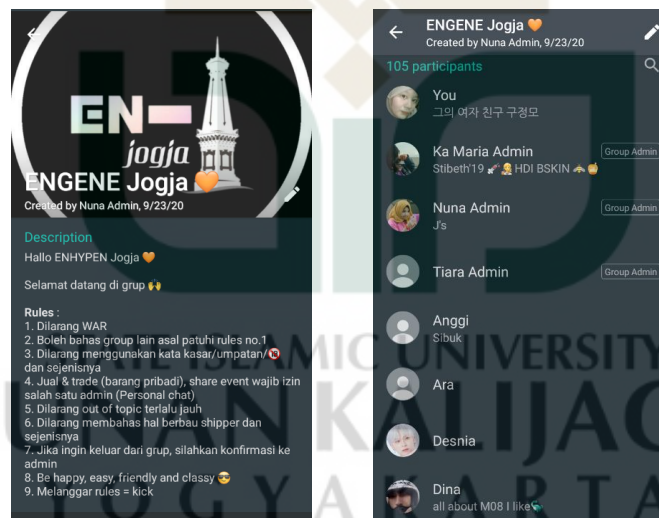 EN-
jogja
ENGENE Jogja 🧡
Created by Nuna Admin, 9/23/20
Description
Hallo ENHYPEN Jogja 🧡
Selamat datang di grup 🙌
Rules :
1. Dilarang WAR
2. Boleh bahas group lain asal patuhi rules no.1
3. Dilarang menggunakan kata kasar/umpatan/🔞
dan sejenisnya
4. Jual & trade (barang pribadi), share event wajib izin
salah satu admin (Personal chat)
5. Dilarang out of topic terlalu jauh
6. Dilarang membahas hal berbau shipper dan
sejenisnya
7. Jika ingin keluar dari grup, silahkan konfirmasi ke
admin
8. Be happy, easy, friendly and classy 😎
9. Melanggar rules = kick
ENGENE Jogja 🧡
Created by Nuna Admin, 9/23/20
105 participants
You
그의 여자 친구 구정모
Ka Maria Admin
Group Admin
Stibeth'19 HDI BSKIN
Nuna Admin
Group Admin
J's
Tiara Admin
Group Admin
Anggi
Sibuk
Ara
Desnia
Dina
all about M08 I like
STATE ISLAMIC UNIVERSITY
SUNAN KALIJAGA
YOGYAKARTA